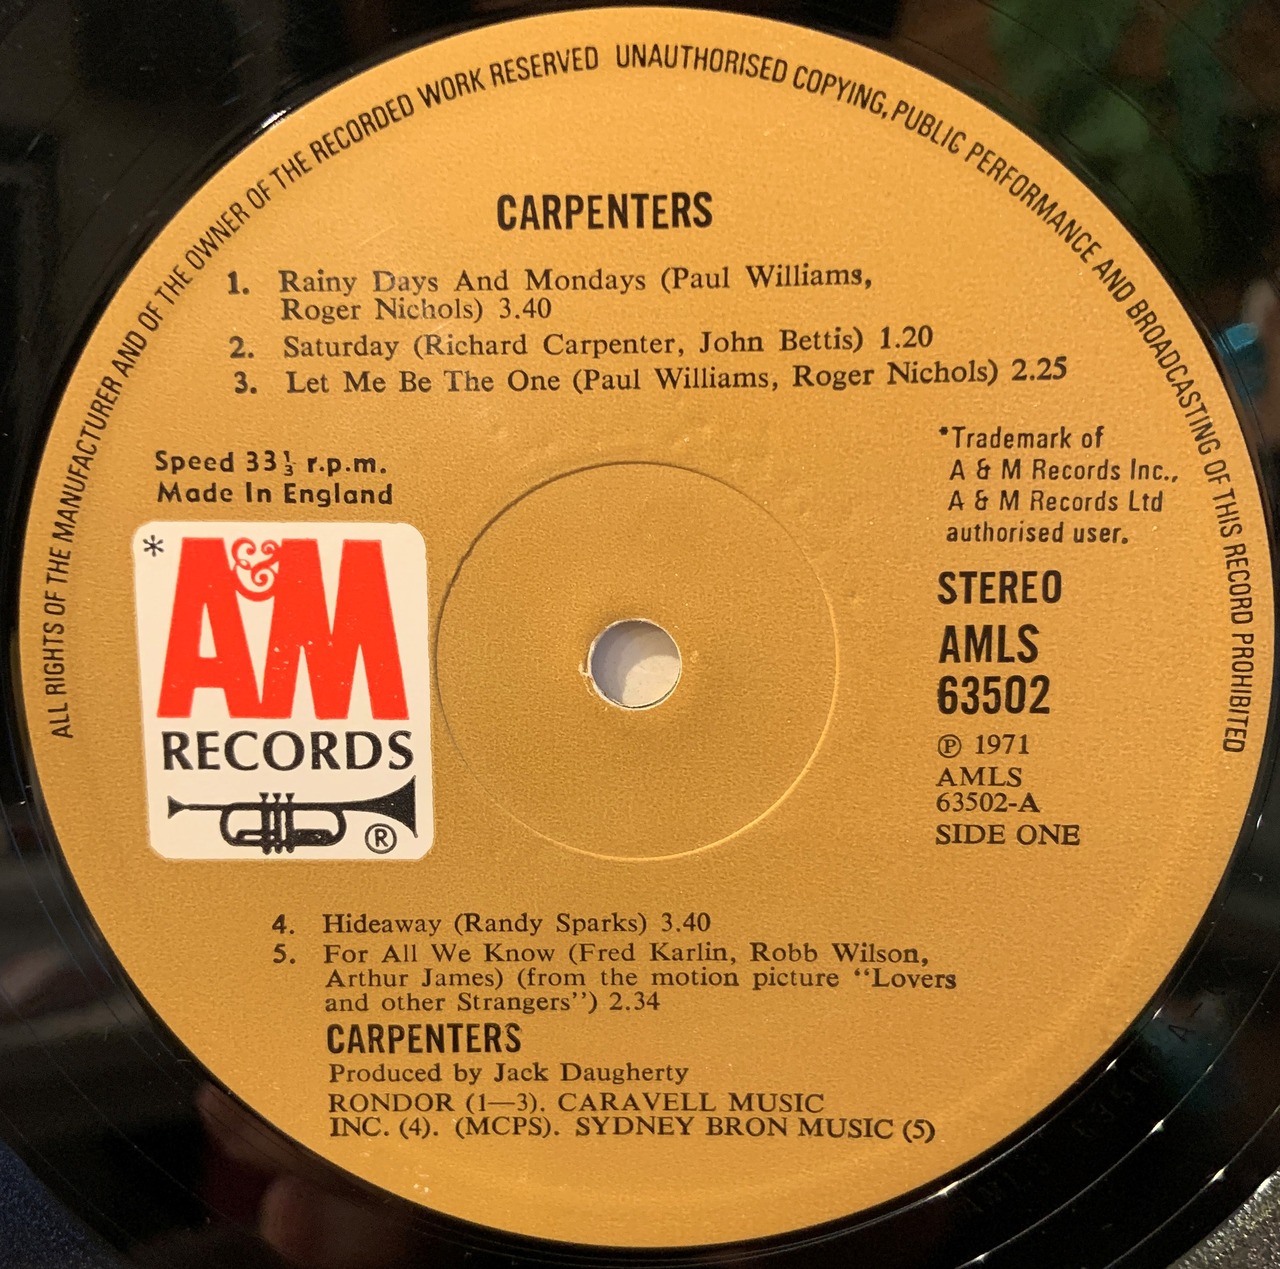 ALL RIGHTS OF THE MANUFACTURER AND OF THE OWNER OF THE RECORDED WORK RESERVED UNAUTHORISED COPYING, PUBLIC PERFORMANCE AND BROADCASTING OF THIS RECORD PROHIBITED
CARPENTERS
1. Rainy Days And Mondays (Paul Williams,
Roger Nichols) 3.40
2. Saturday (Richard Carpenter, John Bettis) 1.20
3. Let Me Be The One (Paul Williams, Roger Nichols) 2.25
Speed 33⅓ r.p.m.
Made In England
*Trademark of
A & M Records Inc.,
A & M Records Ltd
authorised user.
* A&M
RECORDS
®
STEREO
AMLS
63502
℗ 1971
AMLS
63502-A
SIDE ONE
4. Hideaway (Randy Sparks) 3.40
5. For All We Know (Fred Karlin, Robb Wilson,
Arthur James) (from the motion picture “Lovers
and other Strangers”) 2.34
CARPENTERS
Produced by Jack Daugherty
RONDOR (1—3). CARAVELL MUSIC
INC. (4). (MCPS). SYDNEY BRON MUSIC (5)